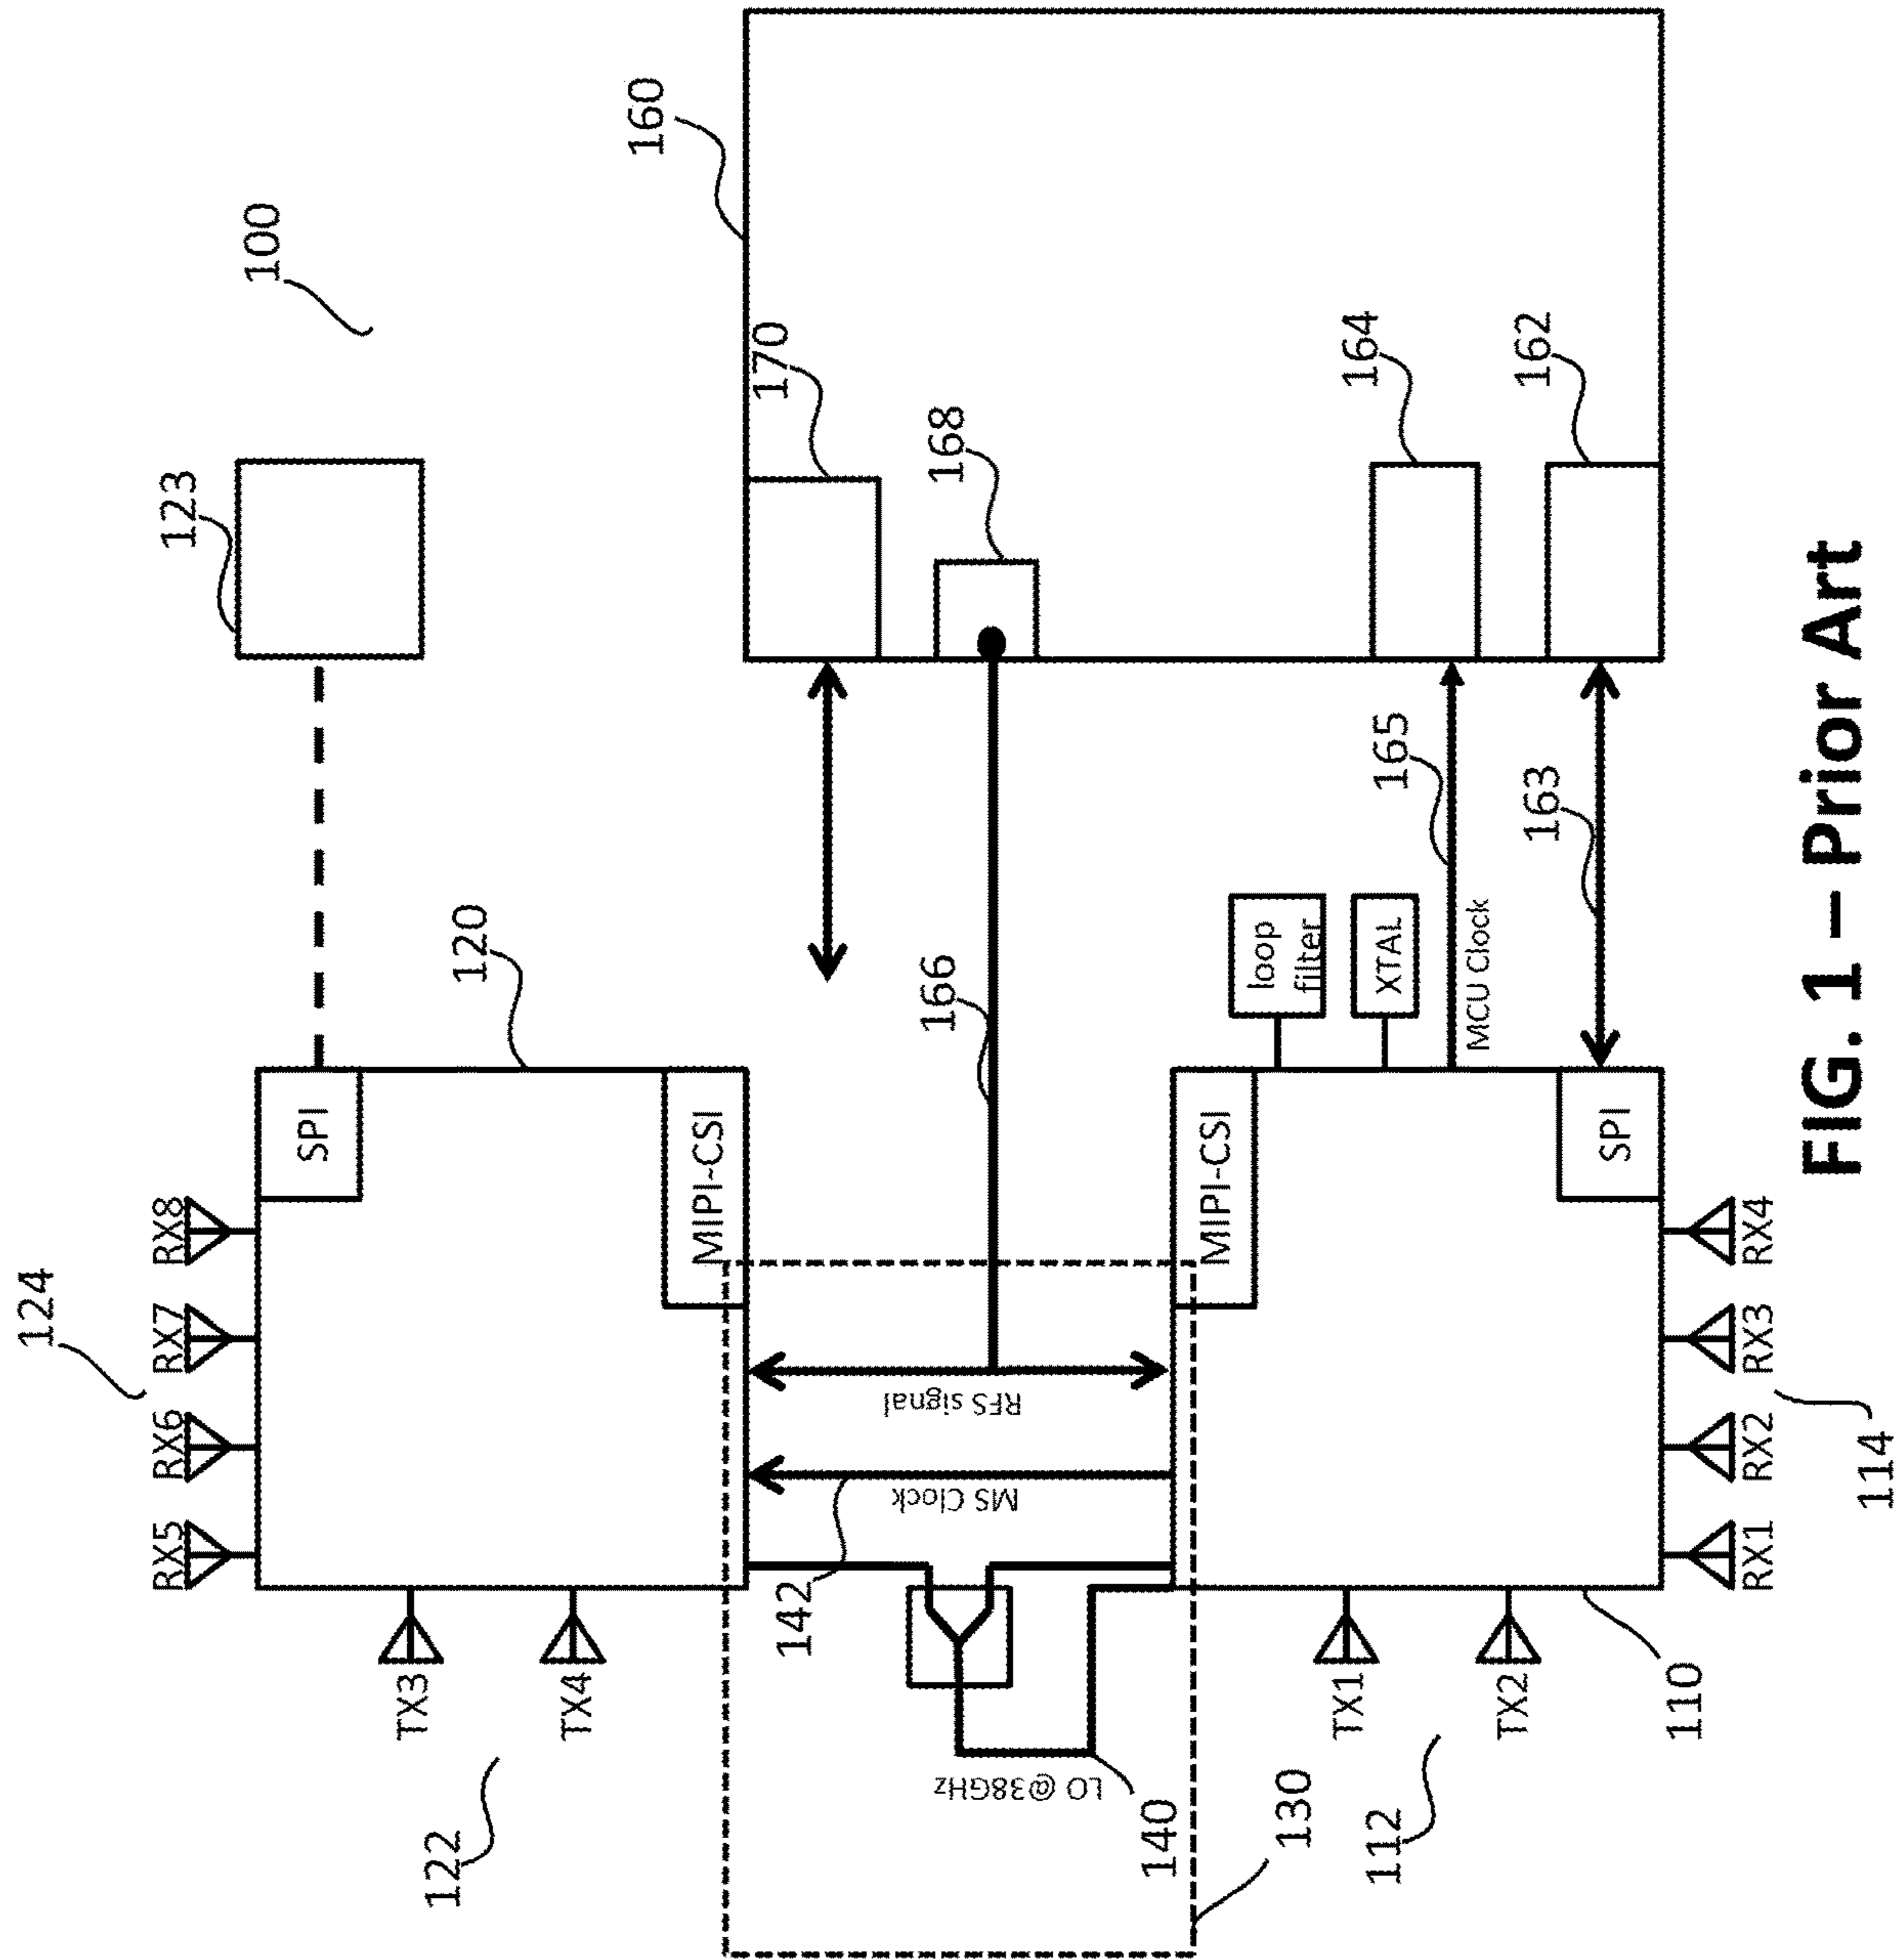 100
123
124
RX5
RX6
RX7
RX8
SPI
120
122
TX3
TX4
MIPI-CSI
160
170
168
164
162
142
MS Clock
RFS signal
166
LO @38GHz
140
130
MIPI-CSI
loop
filter
XTAL
165
MCU Clock
163
SPI
112
TX1
TX2
110
RX1
RX2
RX3
RX4
114
FIG. 1 – Prior Art